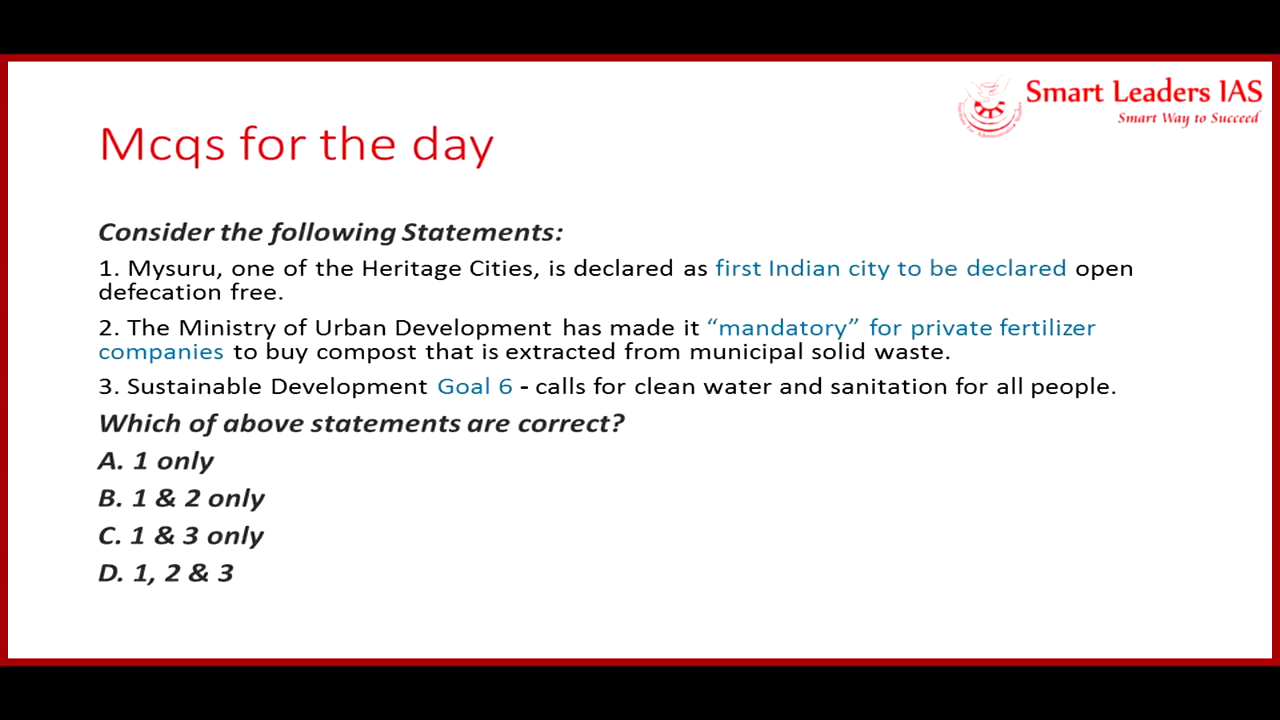 Smart Leaders IAS
Smart Way to Succeed
Mcqs for the day
Consider the following Statements:
1. Mysuru, one of the Heritage Cities, is declared as first Indian city to be declared open
defecation free.
2. The Ministry of Urban Development has made it “mandatory” for private fertilizer
companies to buy compost that is extracted from municipal solid waste.
3. Sustainable Development Goal 6 - calls for clean water and sanitation for all people.
Which of above statements are correct?
A. 1 only
B. 1 & 2 only
C. 1 & 3 only
D. 1, 2 & 3